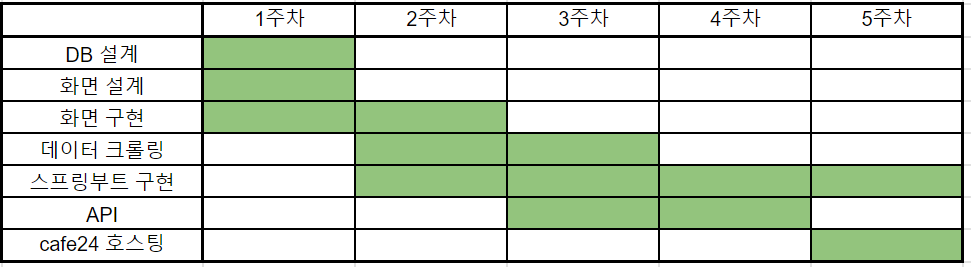 1주차 2주차 3주차 4주차 5주차
DB 설계
화면 설계
화면 구현
데이터 크롤링
스프링부트 구현
API
cafe24 호스팅